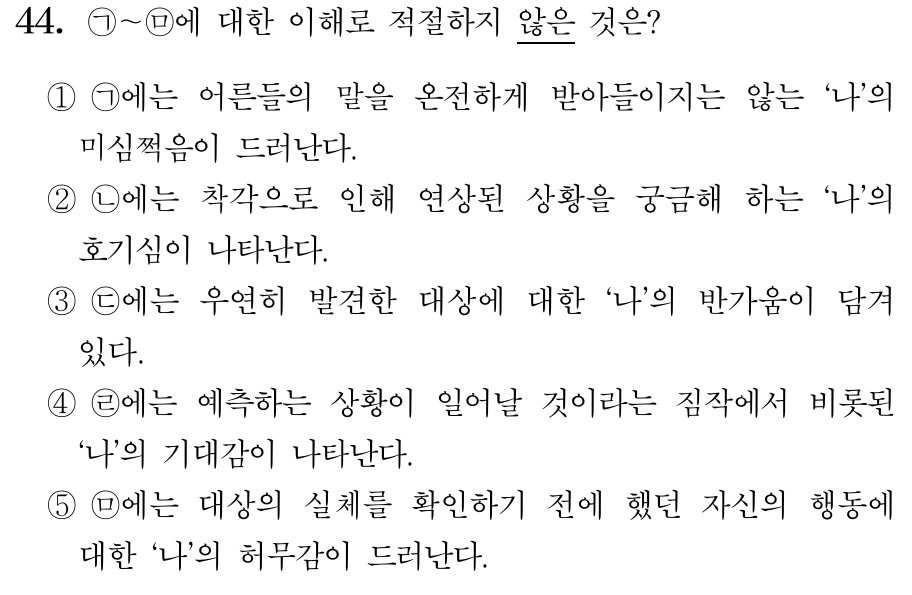 44. ㉠~㉤에 대한 이해로 적절하지 않은 것은?
① ㉠에는 어른들의 말을 온전하게 받아들이지는 않는 ‘나’의
미심쩍음이 드러난다.
② ㉡에는 착각으로 인해 연상된 상황을 궁금해 하는 ‘나’의
호기심이 나타난다.
③ ㉢에는 우연히 발견한 대상에 대한 ‘나’의 반가움이 담겨
있다.
④ ㉣에는 예측하는 상황이 일어날 것이라는 짐작에서 비롯된
‘나’의 기대감이 나타난다.
⑤ ㉤에는 대상의 실체를 확인하기 전에 했던 자신의 행동에
대한 ‘나’의 허무감이 드러난다.